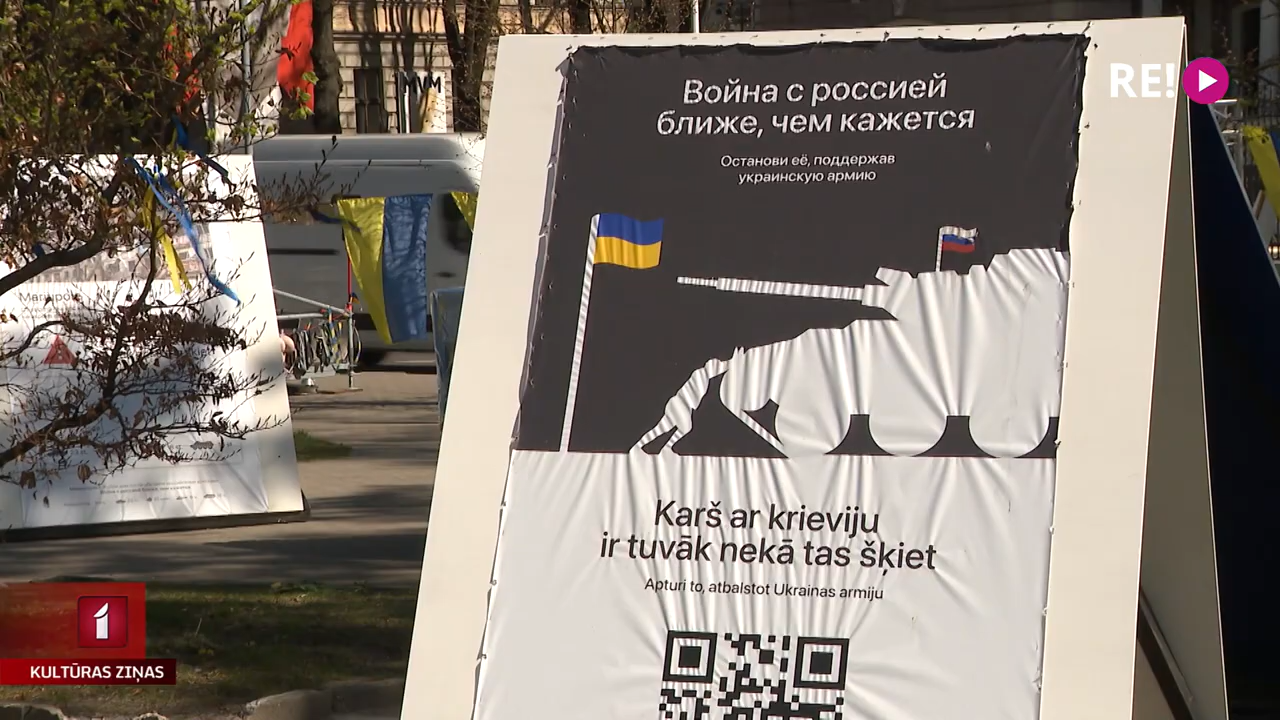 RE!
MVM
Война с россией
ближе, чем кажется
Останови её, поддержав
украинскую армию
Karš ar krieviju
ir tuvāk nekā tas šķiet
Apturi to, atbalstot Ukrainas armiju
1
KULTŪRAS ZIŅAS